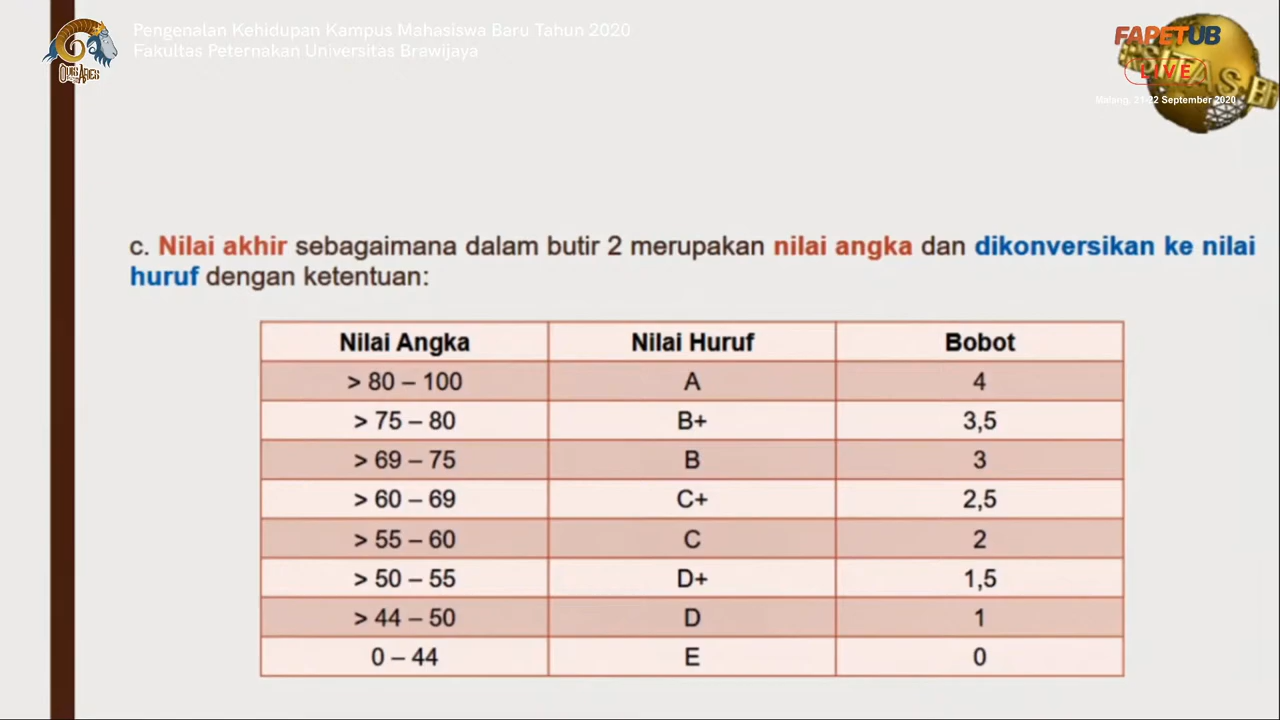 Pengenalan Kehidupan Kampus Mahasiswa Baru Tahun 2020
Fakultas Peternakan Universitas Brawijaya
FAPETUB
LIVE
Malang, 21-22 September 2020
c. Nilai akhir sebagaimana dalam butir 2 merupakan nilai angka dan dikonversikan ke nilai
huruf dengan ketentuan:
Nilai Angka Nilai Huruf Bobot
> 80 – 100 A 4
> 75 – 80 B+ 3,5
> 69 – 75 B 3
> 60 – 69 C+ 2,5
> 55 – 60 C 2
> 50 – 55 D+ 1,5
> 44 – 50 D 1
0 – 44 E 0